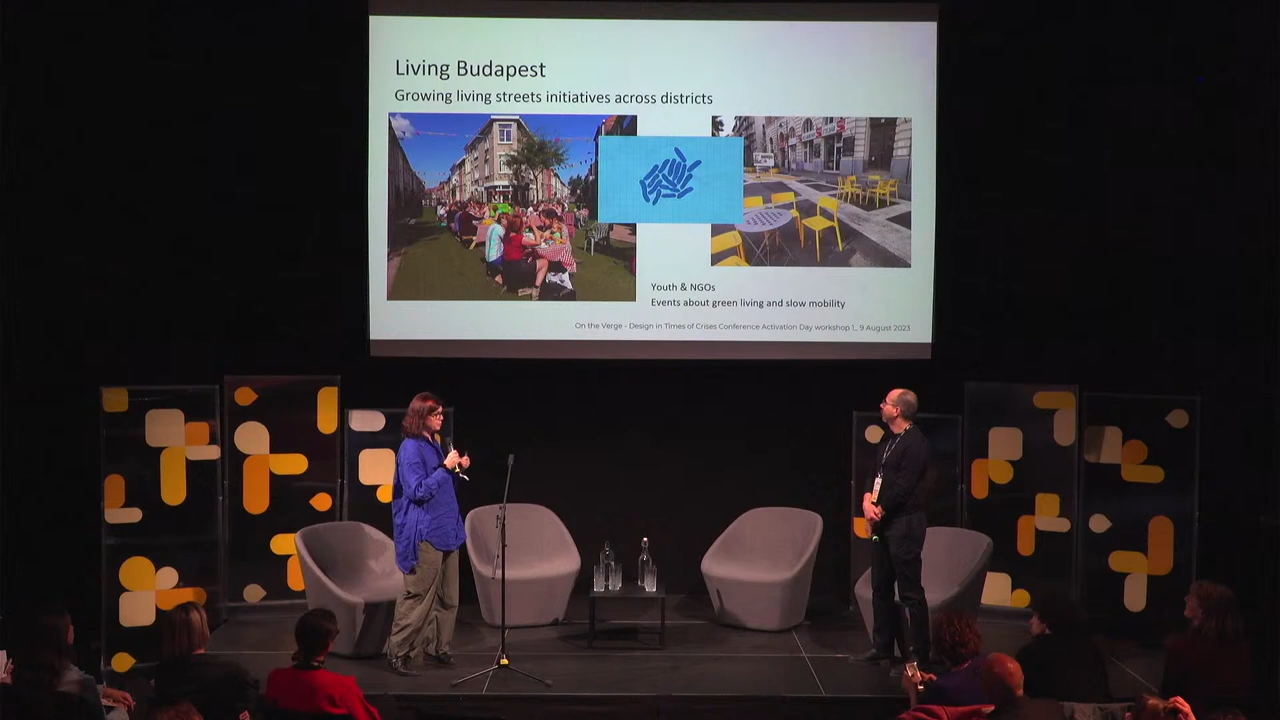 Living Budapest
Growing living streets initiatives across districts
Youth & NGOs
Events about green living and slow mobility
On the Verge - Design in Times of Crises Conference Activation Day workshop 1_ 9 August 2023